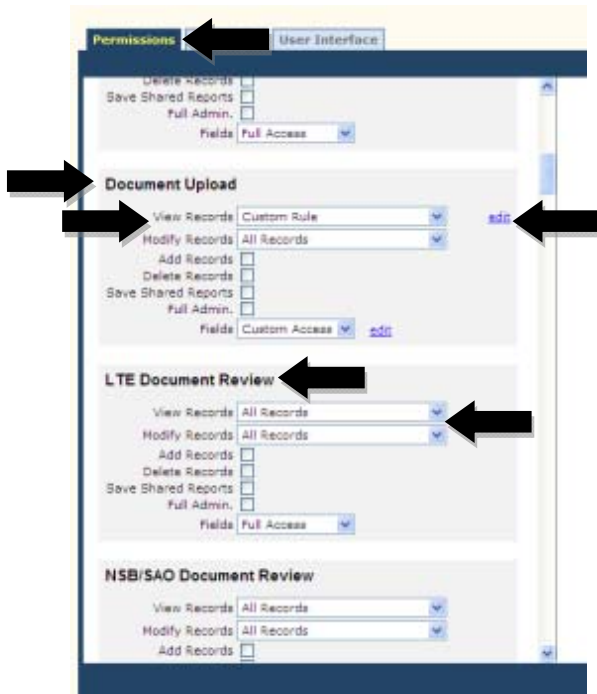 Permissions User Interface
Delete Records
Save Shared Reports
Full Admin.
Fields Full Access
Document Upload
View Records Custom Rule edit
Modify Records All Records
Add Records
Delete Records
Save Shared Reports
Full Admin.
Fields Custom Access edit
LTE Document Review
View Records All Records
Modify Records All Records
Add Records
Delete Records
Save Shared Reports
Full Admin.
Fields Full Access
NSB/SAO Document Review
View Records All Records
Modify Records All Records
Add Records